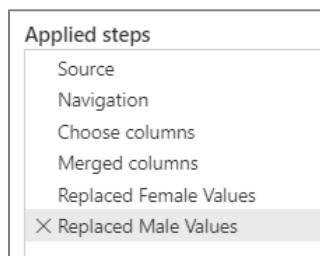 Applied steps
Source
Navigation
Choose columns
Merged columns
Replaced Female Values
Replaced Male Values